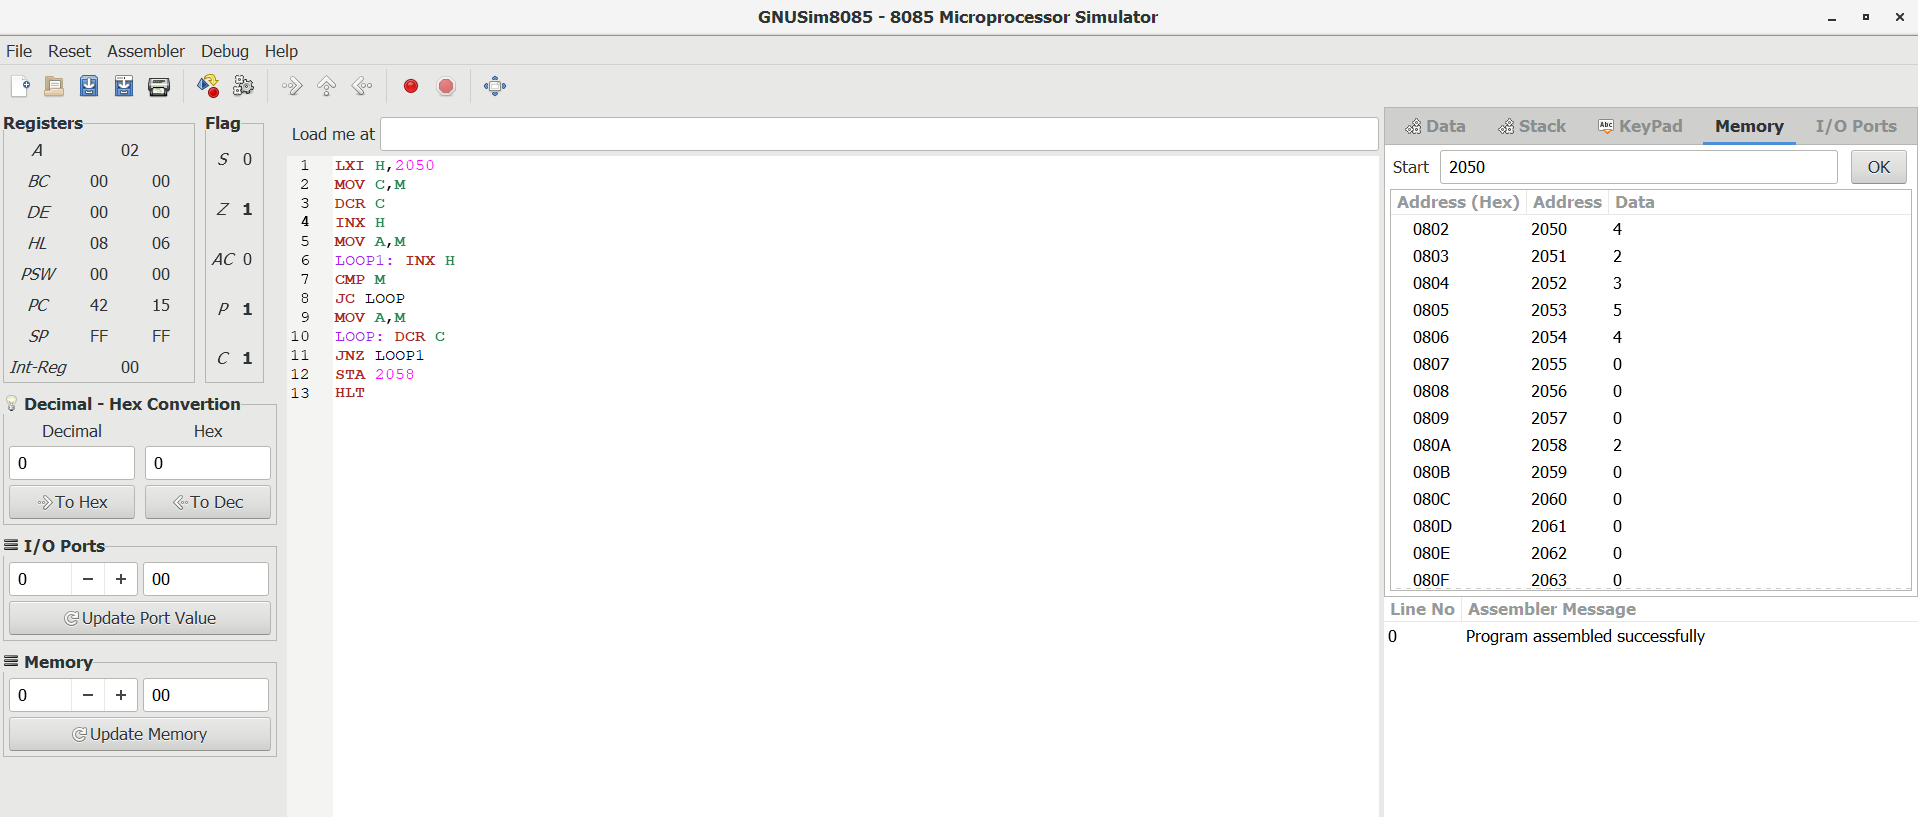 GNUSim8085 - 8085 Microprocessor Simulator
File Reset Assembler Debug Help
Registers
A 02
BC 00 00
DE 00 00
HL 08 06
PSW 00 00
PC 42 15
SP FF FF
Int-Reg 00
Flag
S 0
Z 1
AC 0
P 1
C 1
Decimal - Hex Convertion
Decimal Hex
0 0
To Hex To Dec
I/O Ports
0 − + 00
Update Port Value
Memory
0 − + 00
Update Memory
Load me at
1 LXI H,2050
2 MOV C,M
3 DCR C
4 INX H
5 MOV A,M
6 LOOP1: INX H
7 CMP M
8 JC LOOP
9 MOV A,M
10 LOOP: DCR C
11 JNZ LOOP1
12 STA 2058
13 HLT
Data Stack Abc KeyPad Memory I/O Ports
Start 2050 OK
Address (Hex) Address Data
0802 2050 4
0803 2051 2
0804 2052 3
0805 2053 5
0806 2054 4
0807 2055 0
0808 2056 0
0809 2057 0
080A 2058 2
080B 2059 0
080C 2060 0
080D 2061 0
080E 2062 0
080F 2063 0
Line No Assembler Message
0 Program assembled successfully